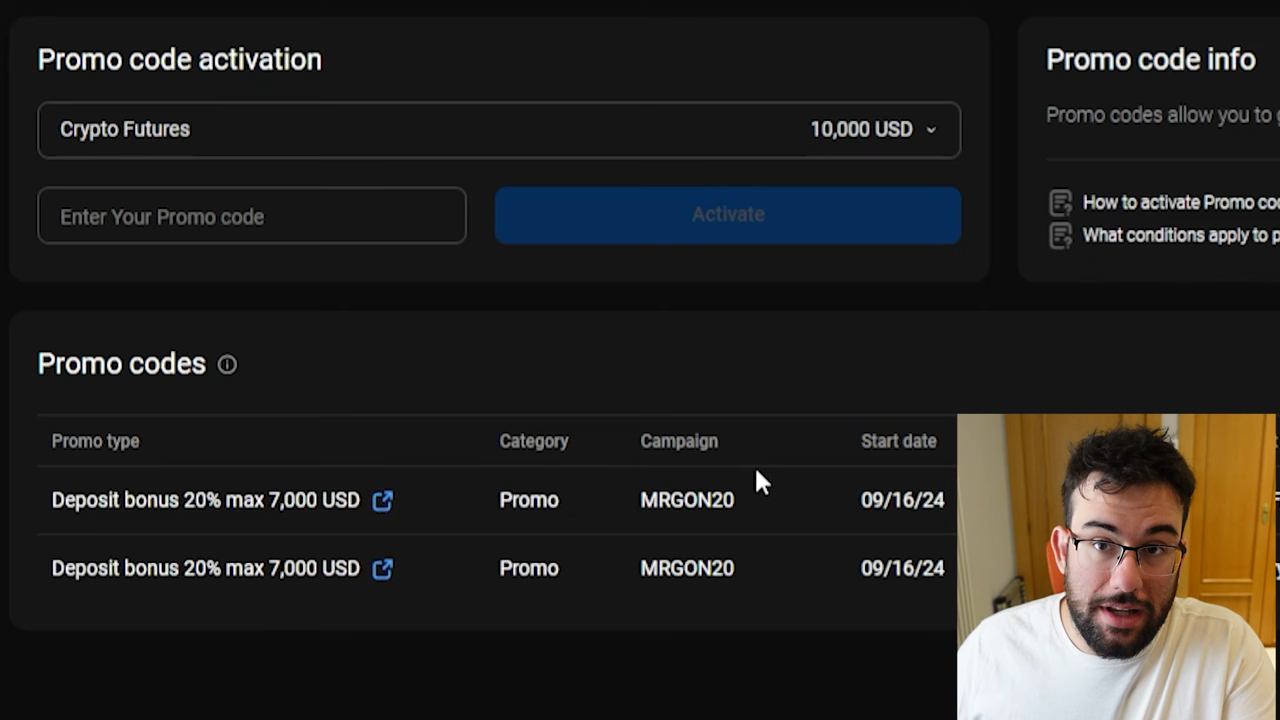 Promo code activation
Crypto Futures 10,000 USD
Enter Your Promo code Activate
Promo code info
Promo codes allow you to
How to activate Promo
What conditions apply to
Promo codes
Promo type Category Campaign Start date
Deposit bonus 20% max 7,000 USD Promo MRGON20 09/16/24
Deposit bonus 20% max 7,000 USD Promo MRGON20 09/16/24